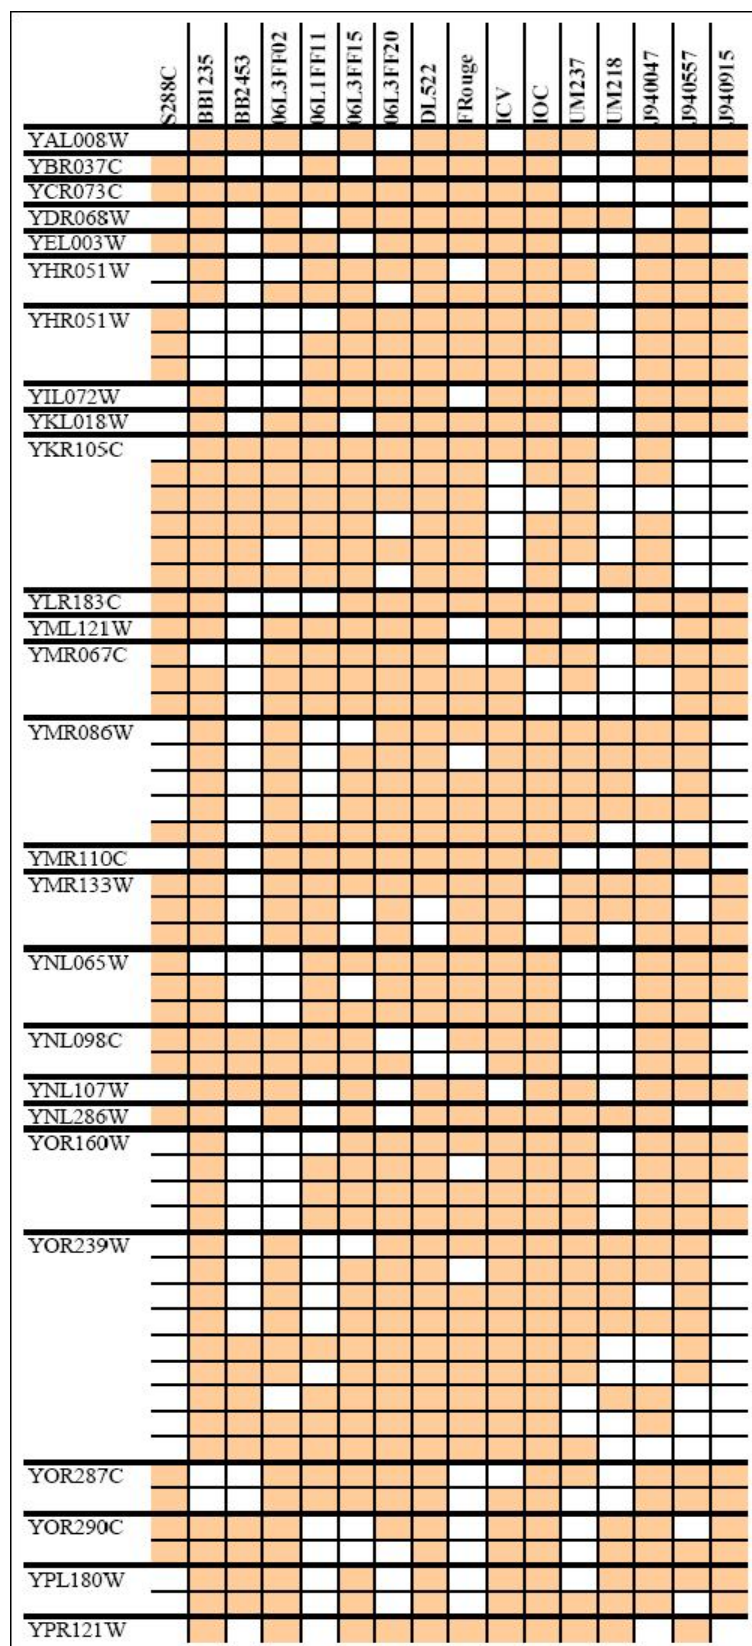 S288C BB1235 BB2453 06L3FF02 06L1FF11 06L3FF15 06L3FF20 DL522 FRouge ICV IOC UM237 UM218 J940047 J940557 J940915
YAL008W
YBR037C
YCR073C
YDR068W
YEL003W
YHR051W
YHR051W
YIL072W
YKL018W
YKR105C
YLR183C
YML121W
YMR067C
YMR086W
YMR110C
YMR133W
YNL065W
YNL098C
YNL107W
YNL286W
YOR160W
YOR239W
YOR287C
YOR290C
YPL180W
YPR121W